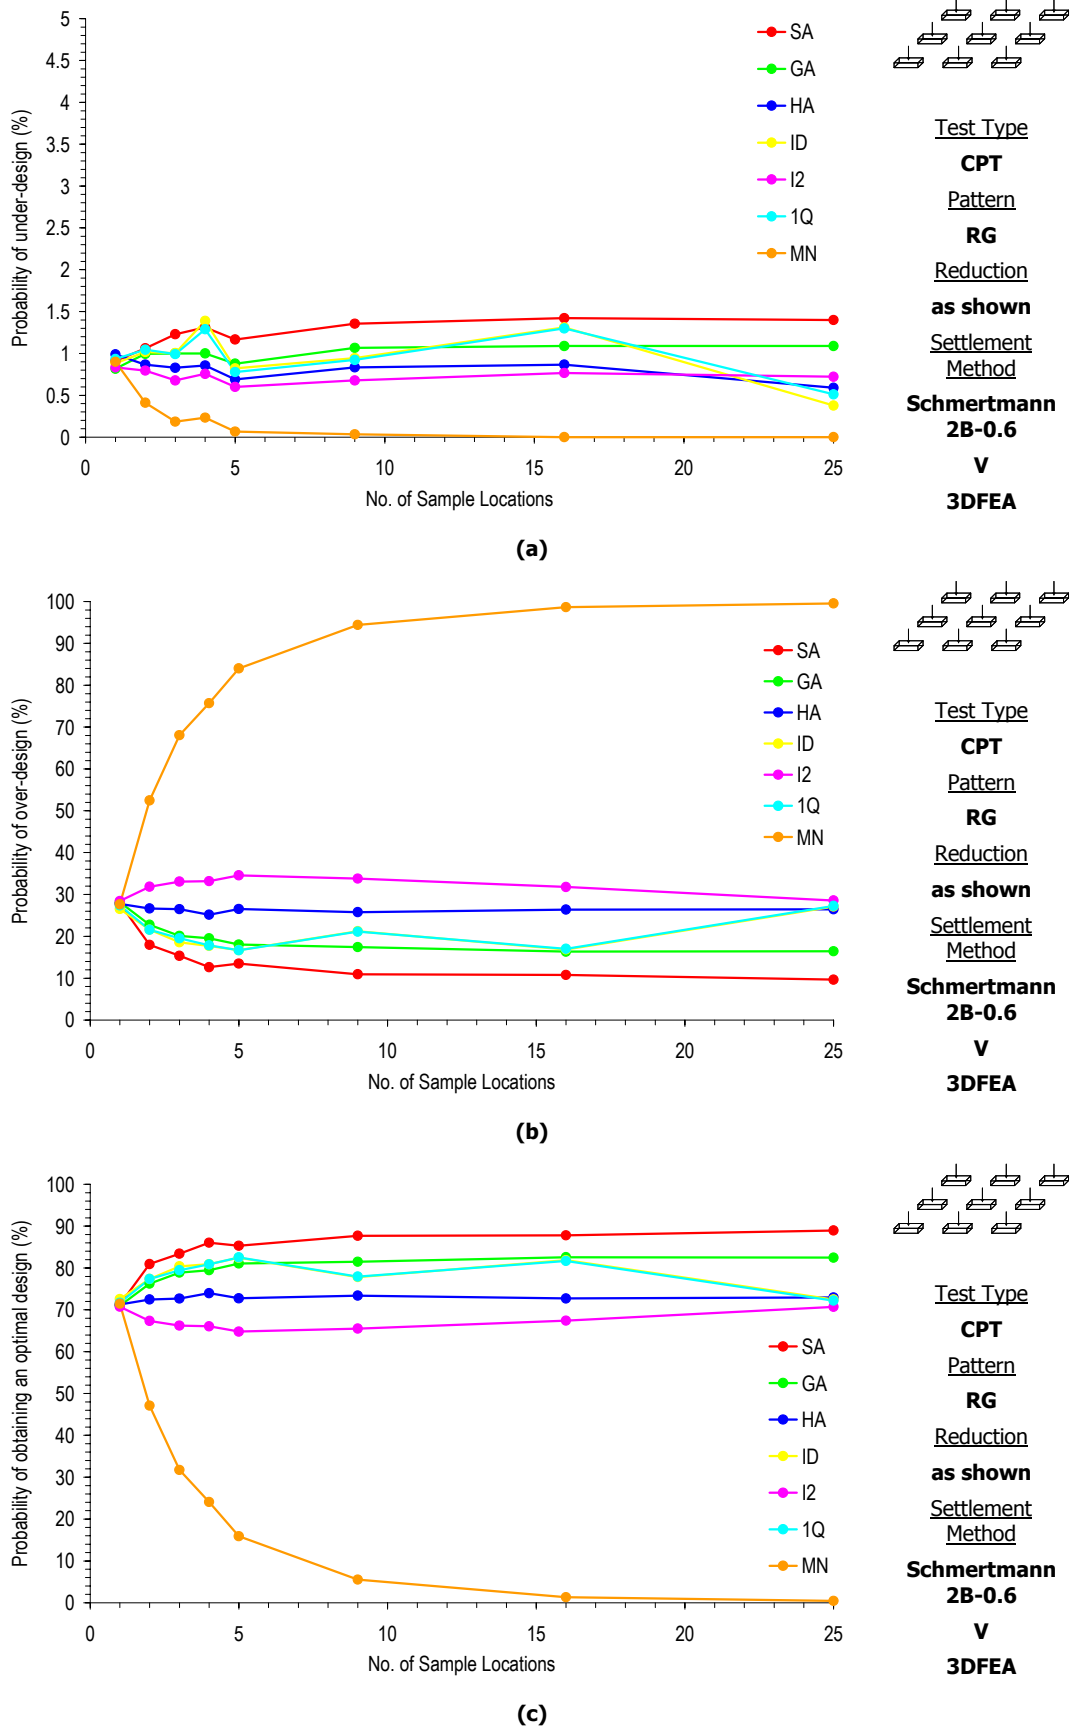 5
4.5
4
3.5
3
2.5
2
1.5
1
0.5
0
Probability of under-design (%)
0 5 10 15 20 25
No. of Sample Locations
SA
GA
HA
ID
I2
1Q
MN
Test Type
CPT
Pattern
RG
Reduction
as shown
Settlement
Method
Schmertmann
2B-0.6
V
3DFEA
(a)
100
90
80
70
60
50
40
30
20
10
0
Probability of over-design (%)
0 5 10 15 20 25
No. of Sample Locations
SA
GA
HA
ID
I2
1Q
MN
Test Type
CPT
Pattern
RG
Reduction
as shown
Settlement
Method
Schmertmann
2B-0.6
V
3DFEA
(b)
100
90
80
70
60
50
40
30
20
10
0
Probability of obtaining an optimal design (%)
0 5 10 15 20 25
No. of Sample Locations
SA
GA
HA
ID
I2
1Q
MN
Test Type
CPT
Pattern
RG
Reduction
as shown
Settlement
Method
Schmertmann
2B-0.6
V
3DFEA
(c)